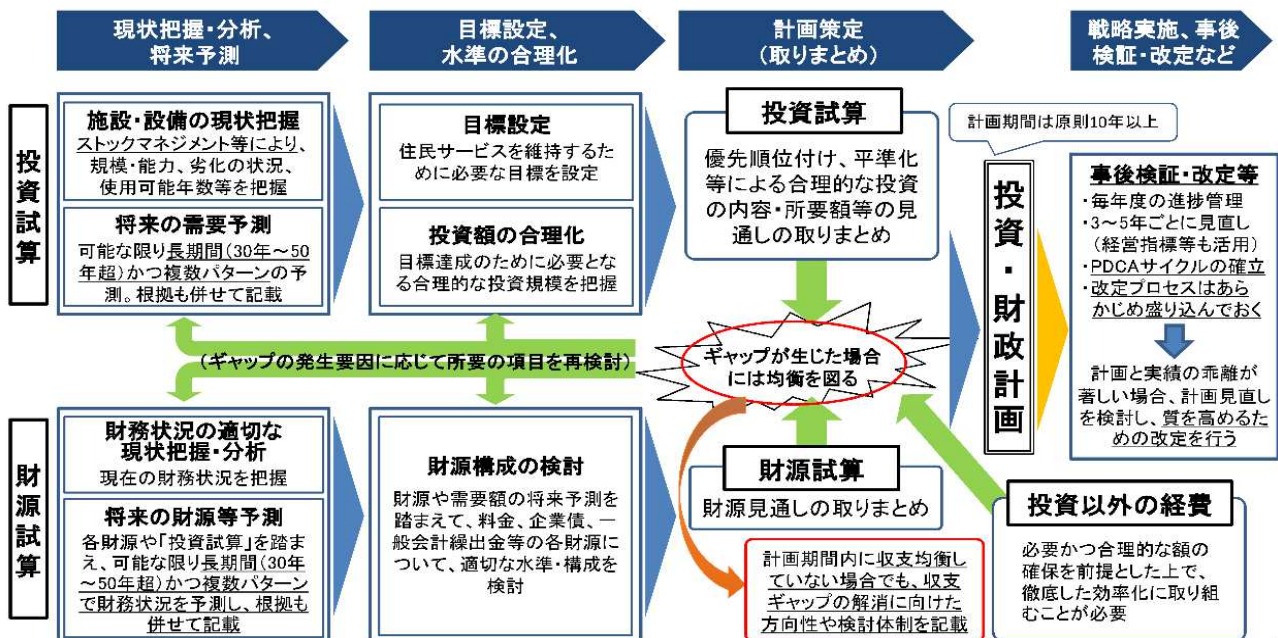 現状把握・分析、
将来予測
目標設定、
水準の合理化
計画策定
(取りまとめ)
戦略実施、事後
検証・改定など
投資試算
施設・設備の現状把握
ストックマネジメント等により、
規模・能力、劣化の状況、
使用可能年数等を把握
将来の需要予測
可能な限り長期間(30年～50
年超)かつ複数パターンの予
測。根拠も併せて記載
目標設定
住民サービスを維持するた
めに必要な目標を設定
投資額の合理化
目標達成のために必要とな
る合理的な投資規模を把握
投資試算
優先順位付け、平準化
等による合理的な投資
の内容・所要額等の見
通しの取りまとめ
計画期間は原則10年以上
投資・財政計画
事後検証・改定等
・毎年度の進捗管理
・3～5年ごとに見直し
(経営指標等も活用)
・PDCAサイクルの確立
・改定プロセスはあら
かじめ盛り込んでおく
計画と実績の乖離が
著しい場合、計画見直し
を検討し、質を高めるた
めの改定を行う
(ギャップの発生要因に応じて所要の項目を再検討)
ギャップが生じた場合
には均衡を図る
財源試算
財務状況の適切な
現状把握・分析
現在の財務状況を把握
将来の財源等予測
各財源や「投資試算」を踏ま
え、可能な限り長期間(30年
～50年超)かつ複数パターン
で財務状況を予測し、根拠も
併せて記載
財源構成の検討
財源や需要額の将来予測を
踏まえて、料金、企業債、一
般会計繰出金等の各財源に
ついて、適切な水準・構成を
検討
財源試算
財源見通しの取りまとめ
計画期間内に収支均衡し
ていない場合でも、収支
ギャップの解消に向けた
方向性や検討体制を記載
投資以外の経費
必要かつ合理的な額の
確保を前提とした上で、
徹底した効率化に取り組
むことが必要